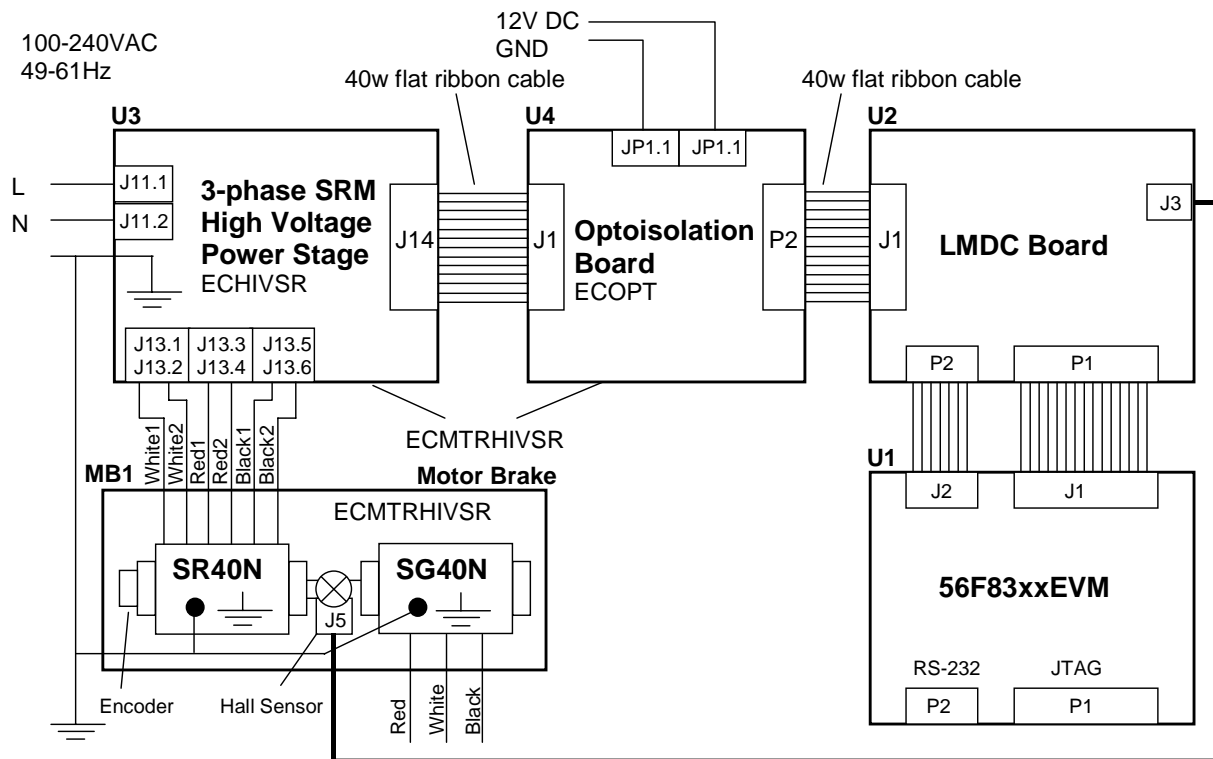 100-240VAC
49-61Hz
12V DC
GND
40w flat ribbon cable
40w flat ribbon cable
U3
U4
U2
L
N
J11.1
J11.2
3-phase SRM
High Voltage
Power Stage
ECHIVSR
J14
J13.1
J13.2
J13.3
J13.4
J13.5
J13.6
JP1.1
JP1.1
J1
Optoisolation
Board
ECOPT
P2
J1
LMDC Board
J3
P2
P1
White1
White2
Red1
Red2
Black1
Black2
ECMTRHIVSR
MB1
Motor Brake
ECMTRHIVSR
SR40N
SG40N
J5
Encoder
Hall Sensor
Red
White
Black
U1
J2
J1
56F83xxEVM
RS-232
JTAG
P2
P1